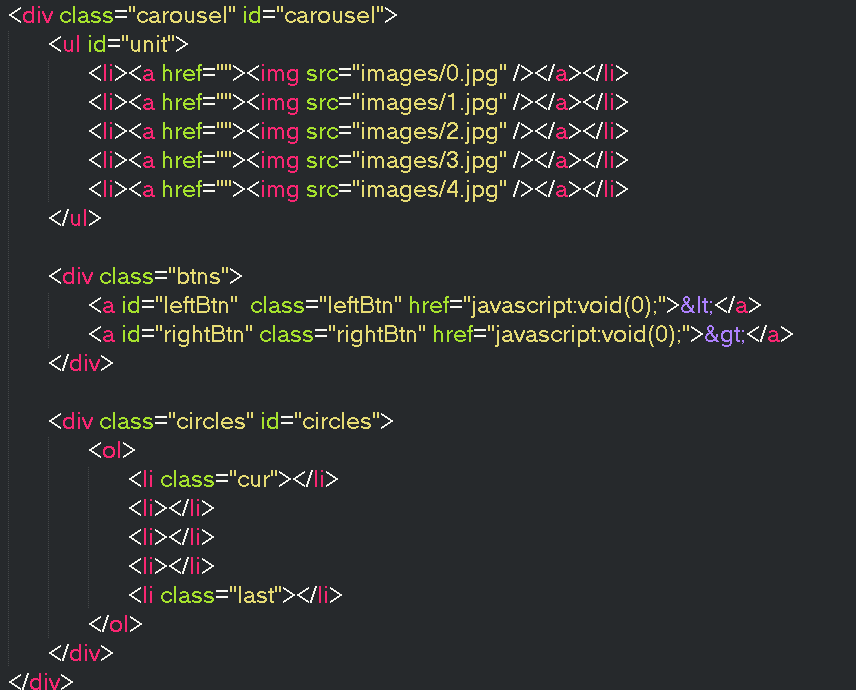 <div class="carousel" id="carousel">
<ul id="unit">
<li><a href=""><img src="images/0.jpg" /></a></li>
<li><a href=""><img src="images/1.jpg" /></a></li>
<li><a href=""><img src="images/2.jpg" /></a></li>
<li><a href=""><img src="images/3.jpg" /></a></li>
<li><a href=""><img src="images/4.jpg" /></a></li>
</ul>
<div class="btns">
<a id="leftBtn"  class="leftBtn" href="javascript:void(0);">&lt;</a>
<a id="rightBtn" class="rightBtn" href="javascript:void(0);">&gt;</a>
</div>
<div class="circles" id="circles">
<ol>
<li class="cur"></li>
<li></li>
<li></li>
<li></li>
<li class="last"></li>
</ol>
</div>
</div>